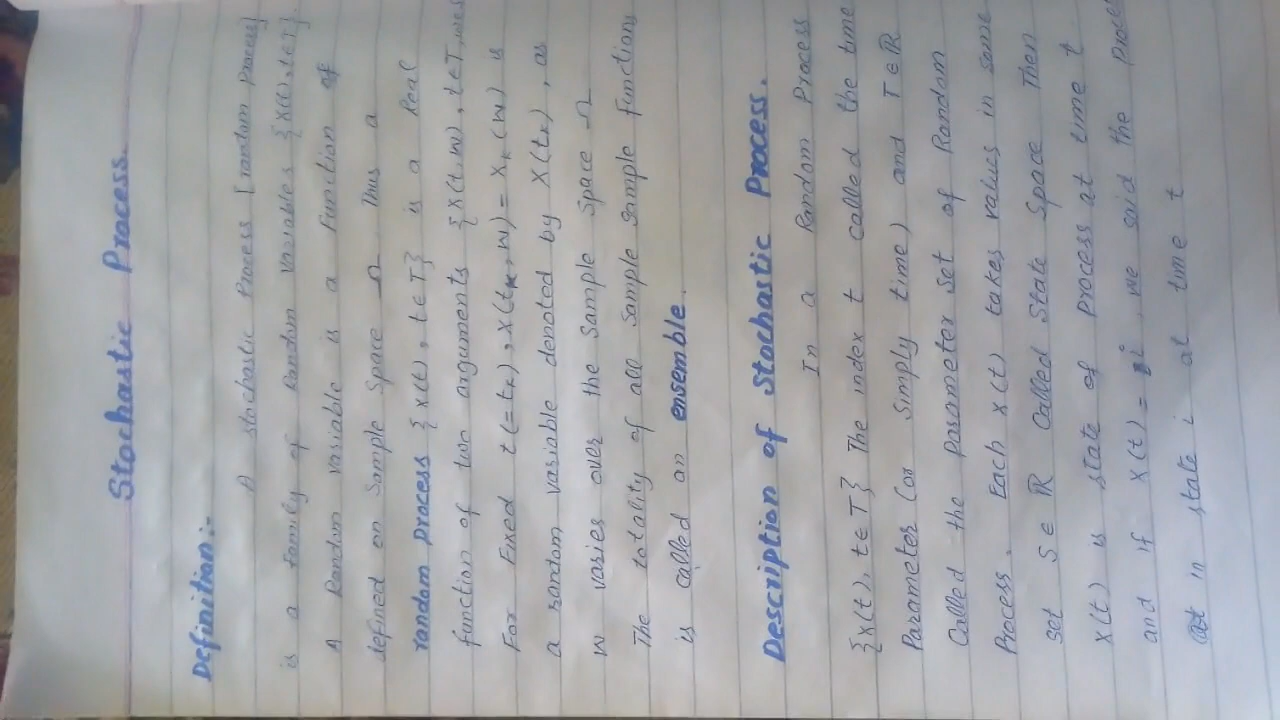 Stochastic Process.
Definition:-
A stochastic Process [random Process]
is a family of random variables {X(t), t∈T}.
A Random variable is a function of
defined on Sample Space Ω. Thus a
random process {X(t), t∈T} is a Real
function of two arguments {X(t,w), t∈T,
For Fixed t(=tk), X(tk,w) = Xk(w) is
a random variable denoted by X(tk), as
w varies over the Sample Space Ω
The totality of all sample sample functions
is called an ensemble.
Description of Stochastic Process.
In a Random Process
{X(t), t∈T} The index t called the time
Parameter (or Simply time) and T∈ℝ
Called the parameter Set of Random
Process. Each X(t) takes values in some
set S∈ℝ Called State Space Then
X(t) is state of process at time t
and if X(t)=i, we said the
in state i at time t